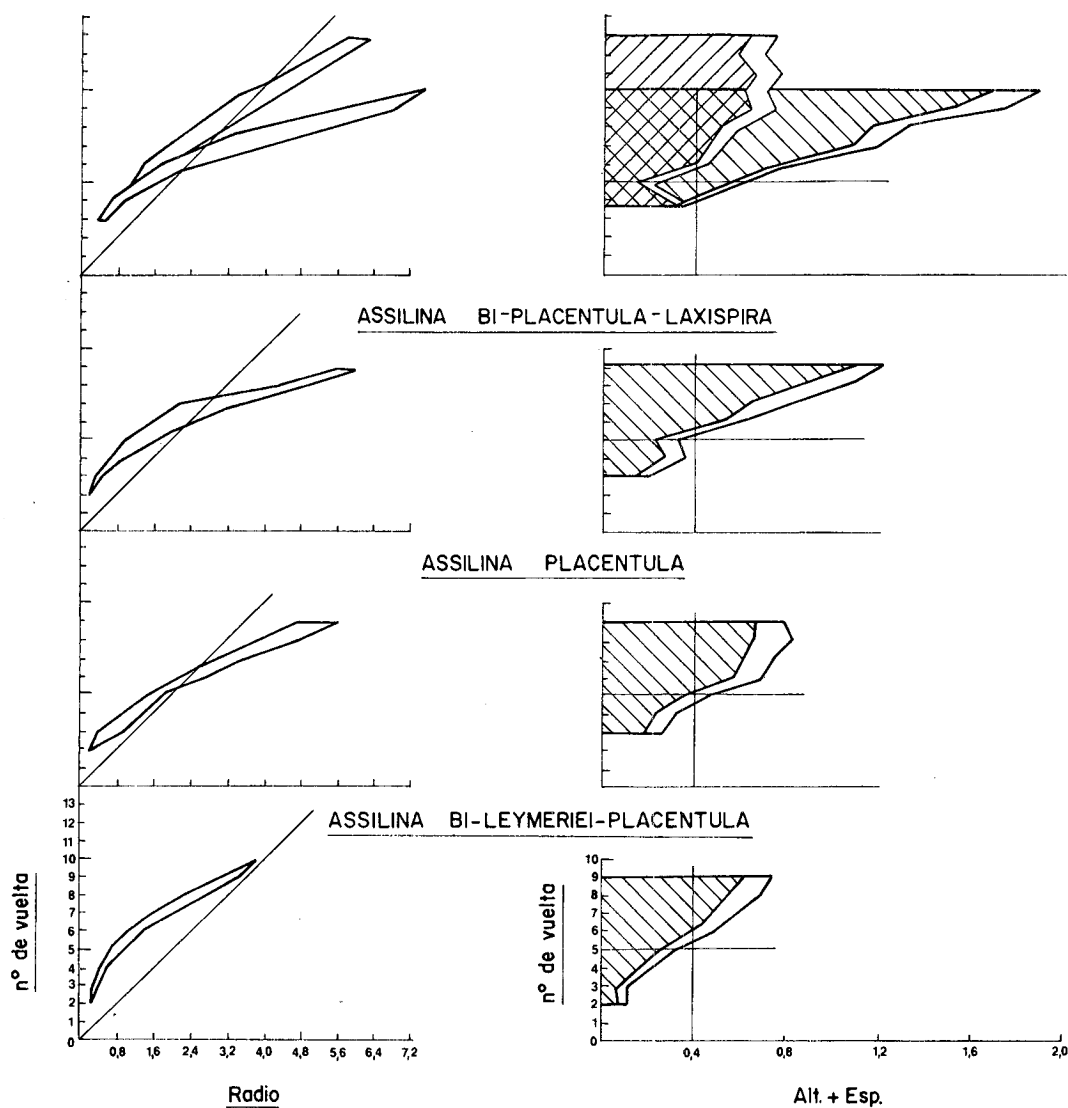 ASSILINA BI-PLACENTULA-LAXISPIRA
ASSILINA PLACENTULA
ASSILINA BI-LEYMERIEI-PLACENTULA
13
12
11
10
9
8
7
6
5
4
3
2
1
0
nº de vuelta
0,8 1,6 2,4 3,2 4,0 4,8 5,6 6,4 7,2
Radio
10
9
8
7
6
5
4
3
2
1
0
nº de vuelta
0,4 0,8 1,2 1,6 2,0
Alt. + Esp.